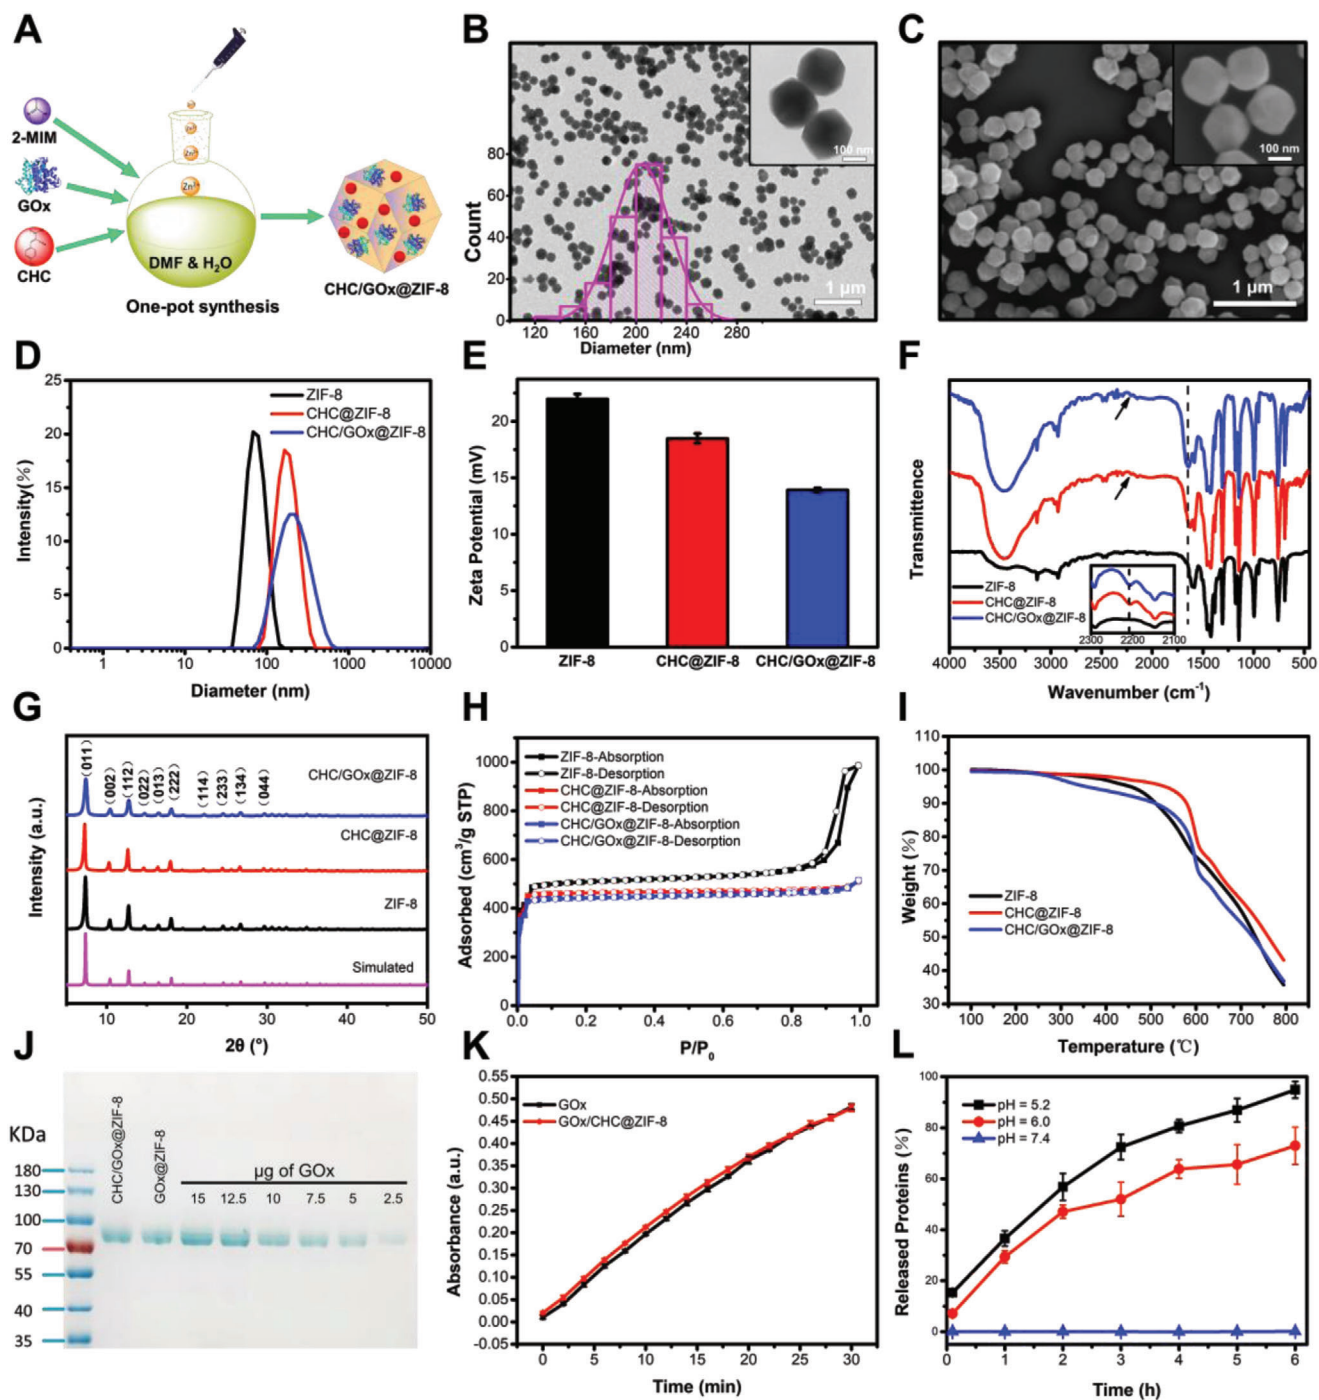 A
2-MIM
GOx
CHC
Zn²⁺
Zn²⁺
DMF & H₂O
One-pot synthesis
CHC/GOx@ZIF-8
B
Count
80
60
40
20
0
120 160 200 240 280
Diameter (nm)
100 nm
1 μm
C
100 nm
1 μm
D
Intensity(%)
25
20
15
10
5
0
ZIF-8
CHC@ZIF-8
CHC/GOx@ZIF-8
1 10 100 1000 10000
Diameter (nm)
E
Zeta Potential (mV)
20
15
10
5
0
ZIF-8 CHC@ZIF-8 CHC/GOx@ZIF-8
F
Transmittence
ZIF-8
CHC@ZIF-8
CHC/GOx@ZIF-8
2300 2200 2100
4000 3500 3000 2500 2000 1500 1000 500
Wavenumber (cm⁻¹)
G
Intensity (a.u.)
(011) (002) (112) (022) (013) (222) (114) (233) (134) (044)
CHC/GOx@ZIF-8
CHC@ZIF-8
ZIF-8
Simulated
10 20 30 40 50
2θ (°)
H
Adsorbed (cm³/g STP)
1000
800
600
400
200
0
ZIF-8-Absorption
ZIF-8-Desorption
CHC@ZIF-8-Absorption
CHC@ZIF-8-Desorption
CHC/GOx@ZIF-8-Absorption
CHC/GOx@ZIF-8-Desorption
0.0 0.2 0.4 0.6 0.8 1.0
P/P₀
I
Weight (%)
110
100
90
80
70
60
50
40
30
ZIF-8
CHC@ZIF-8
CHC/GOx@ZIF-8
100 200 300 400 500 600 700 800
Temperature (℃)
J
KDa
180
130
100
70
55
40
35
CHC/GOx@ZIF-8
GOx@ZIF-8
μg of GOx
15 12.5 10 7.5 5 2.5
K
Absorbance (a.u.)
0.55
0.50
0.45
0.40
0.35
0.30
0.25
0.20
0.15
0.10
0.05
0.00
-0.05
GOx
GOx/CHC@ZIF-8
0 5 10 15 20 25 30
Time (min)
L
Released Proteins (%)
100
80
60
40
20
0
pH = 5.2
pH = 6.0
pH = 7.4
0 1 2 3 4 5 6
Time (h)